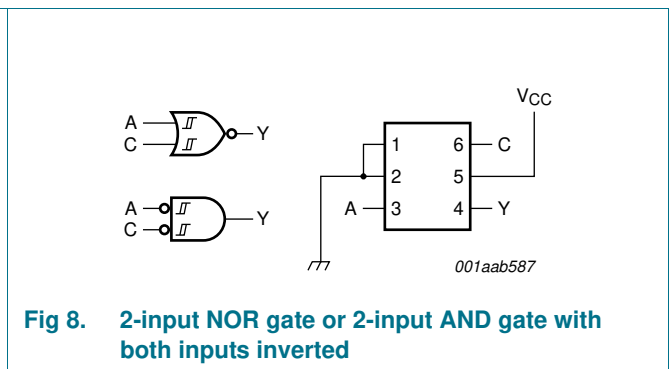 A
C
Y
A
C
Y
VCC
1
6
C
2
5
A
3
4
Y
001aab587
Fig 8. 2-input NOR gate or 2-input AND gate with
both inputs inverted